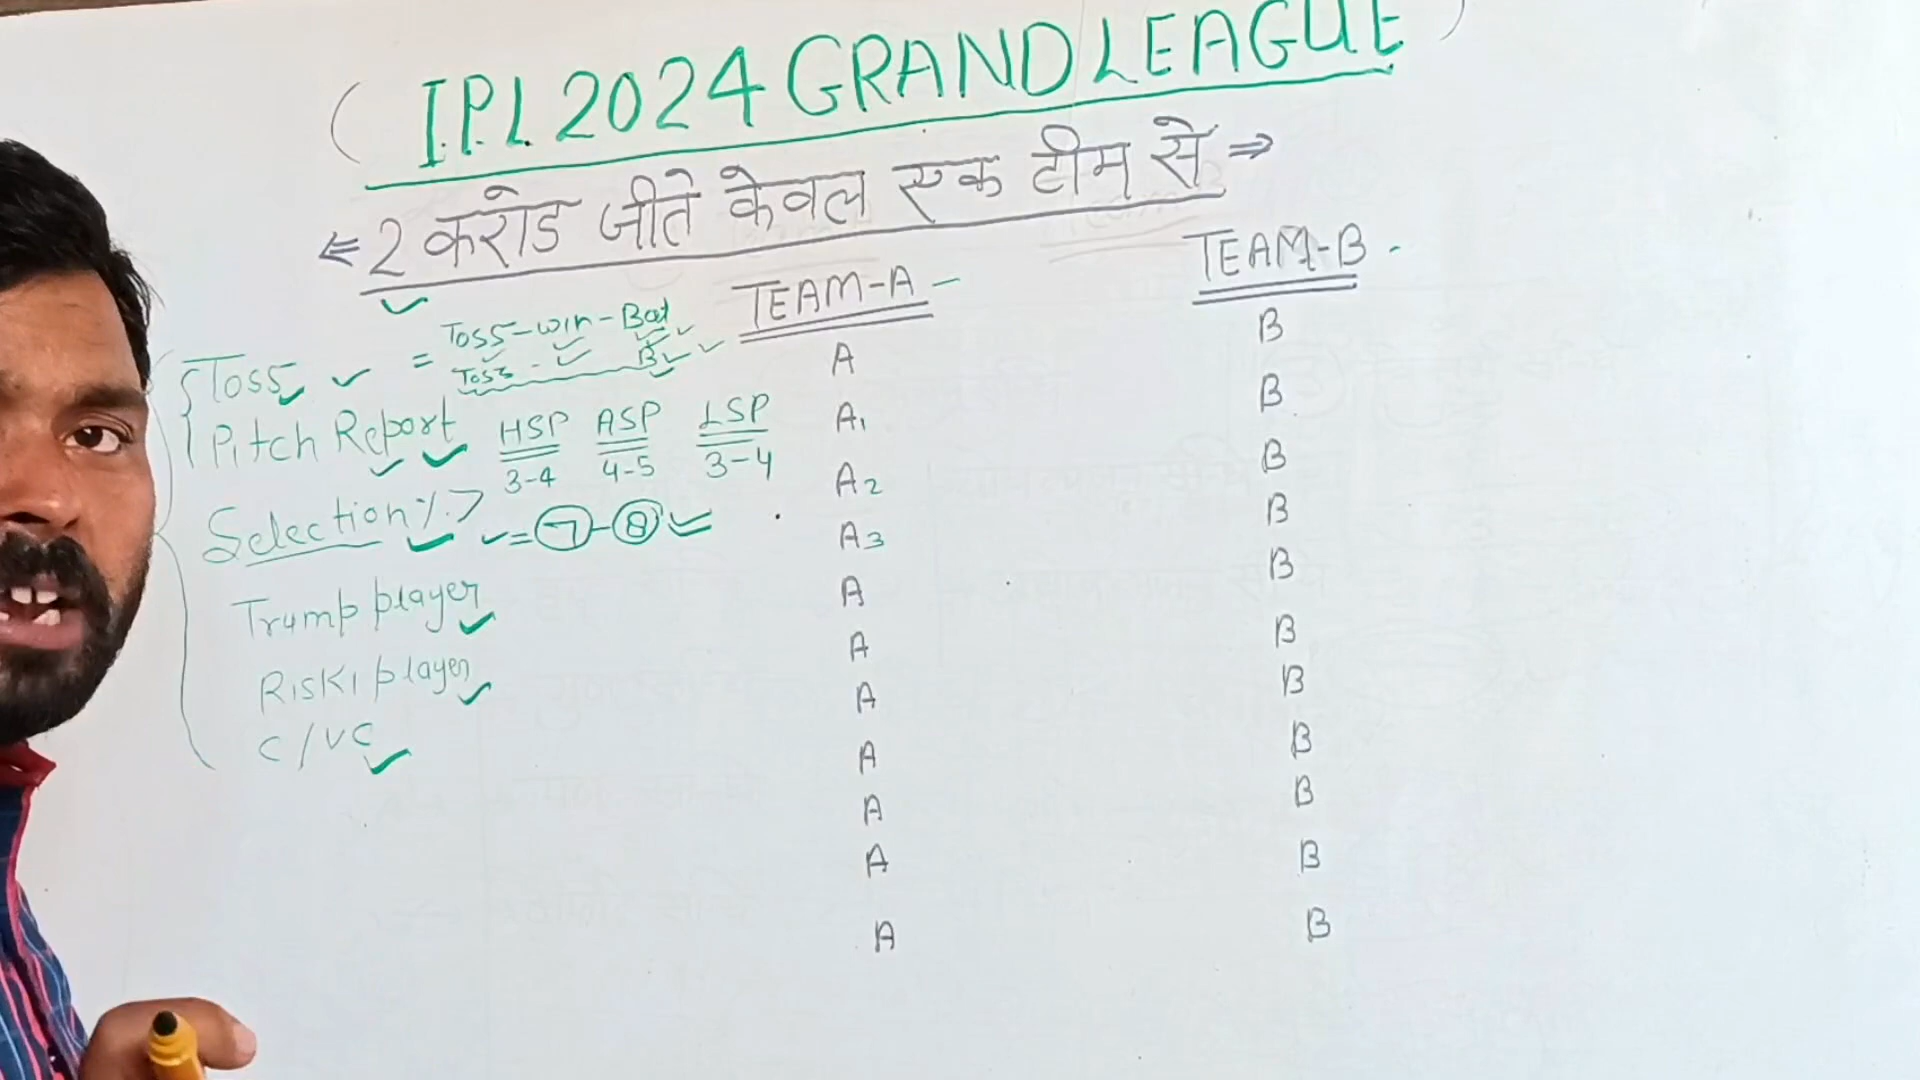 ( I.P.L 2024 GRAND LEAGUE )
⇐ 2 करोड जीते केवल एक टीम से ⇒
TEAM-A - TEAM-B -
Toss = Toss-win-Bat
Toss - B
Pitch Report HSP ASP LSP
3-4 4-5 3-4
Selection %. > = 7-8
Trump player
Riski player
C/VC
A
A1
A2
A3
A
A
A
A
A
A
A
B
B
B
B
B
B
B
B
B
B
B